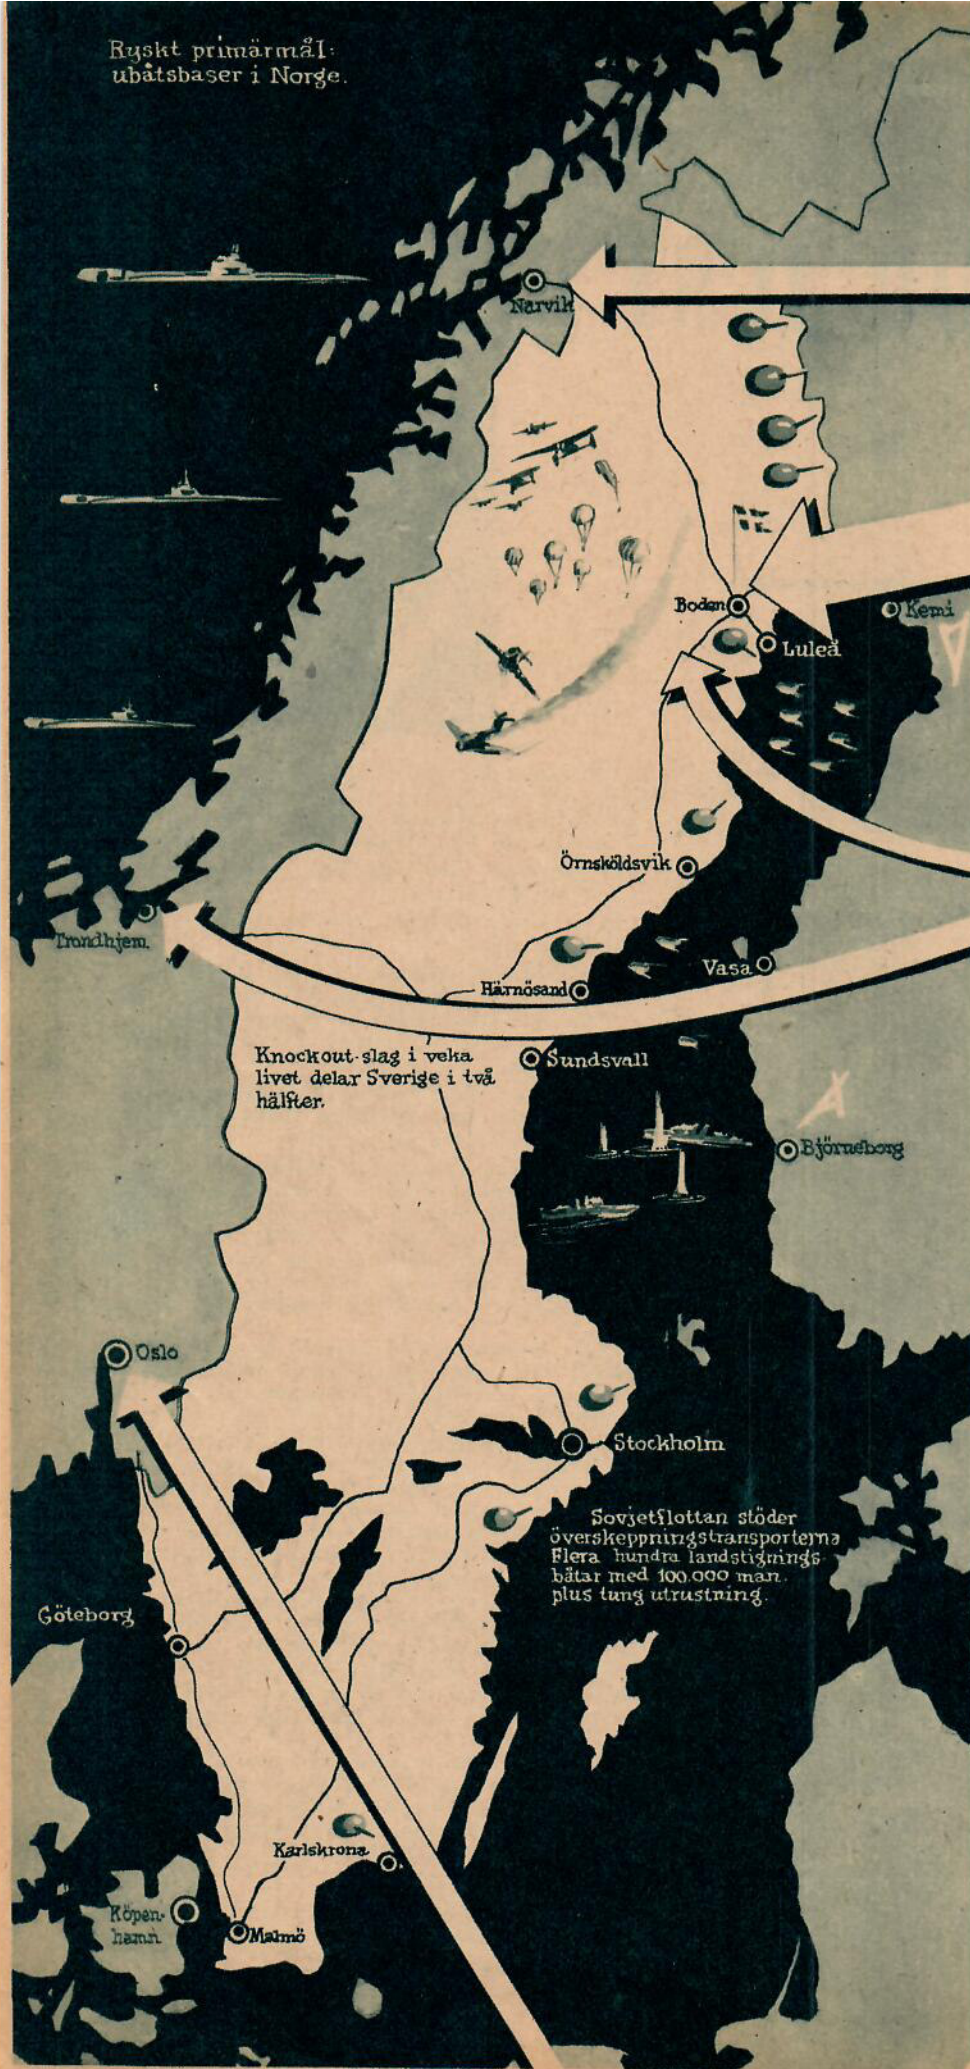 Ryskt primärmål:
ubåtsbaser i Norge.
Narvik
Boden
Kemi
Luleå
Örnsköldsvik
Trondhjem
Vasa
Härnösand
Knockout-slag i veka
livet delar Sverige i två
hälfter.
Sundsvall
Björneborg
Oslo
Stockholm
Sovjetflottan stöder
överskeppningstransporterna
Flera hundra landstignings-
båtar med 100.000 man.
plus tung utrustning.
Göteborg
Karlskrona
Köpen-
hamn
Malmö